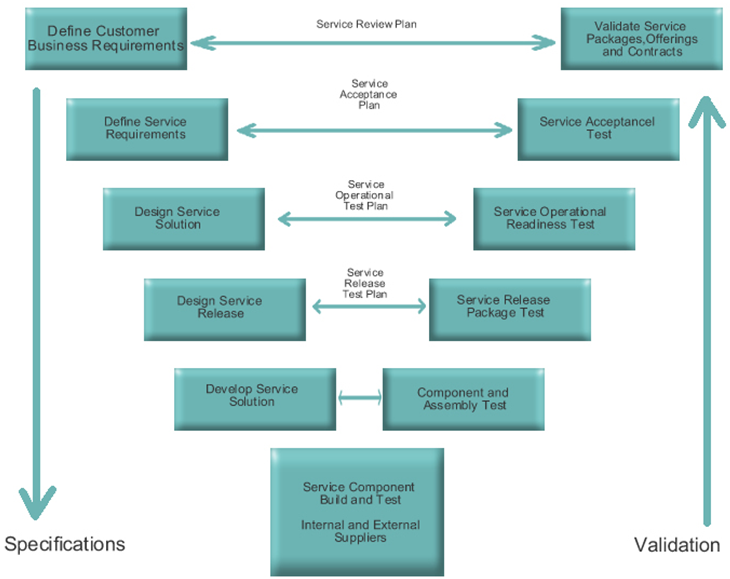 Define Customer
Business Requirements
Service Review Plan
Validate Service
Packages,Offerings
and Contracts
Service
Acceptance
Plan
Define Service
Requirements
Service Acceptancel
Test
Service
Operational
Test Plan
Design Service
Solution
Service Operational
Readiness Test
Service
Release
Test Plan
Design Service
Release
Service Release
Package Test
Develop Service
Solution
Component and
Assembly Test
Service Component
Build and Test
Internal and External
Suppliers
Specifications
Validation